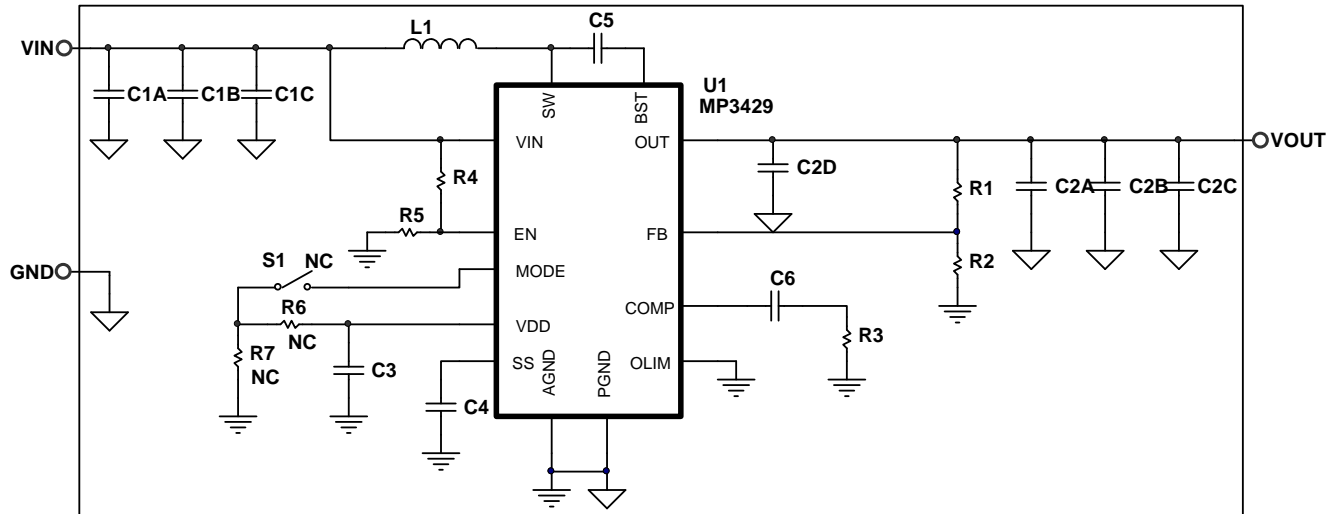 L1
C5
VIN
C1A
C1B
C1C
SW
BST
U1
MP3429
VIN
OUT
VOUT
R4
C2D
R1
C2A
C2B
C2C
R5
EN
FB
GND
S1
NC
MODE
R2
R6
NC
VDD
COMP
C6
R3
R7
NC
C3
SS
AGND
PGND
OLIM
C4